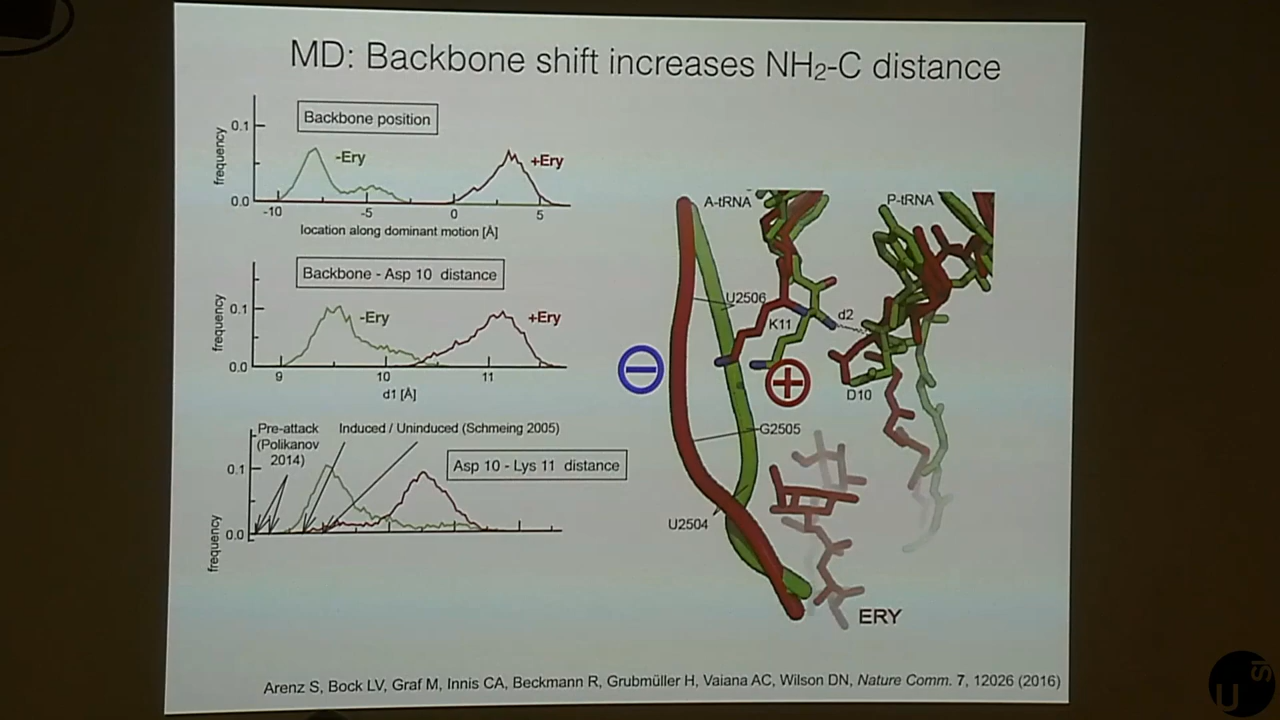 MD: Backbone shift increases NH2-C distance
Backbone position
frequency
0.1
0.0
-Ery
+Ery
-10
-5
0
5
location along dominant motion [Å]
Backbone - Asp 10 distance
frequency
0.1
0.0
-Ery
+Ery
9
10
11
d1 [Å]
Pre-attack
(Polikanov
2014)
Induced / Uninduced (Schmeing 2005)
Asp 10 - Lys 11 distance
frequency
0.1
0.0
A-tRNA
P-tRNA
U2506
K11
d2
D10
G2505
U2504
ERY
Arenz S, Bock LV, Graf M, Innis CA, Beckmann R, Grubmüller H, Vaiana AC, Wilson DN, Nature Comm. 7, 12026 (2016)
U
SI